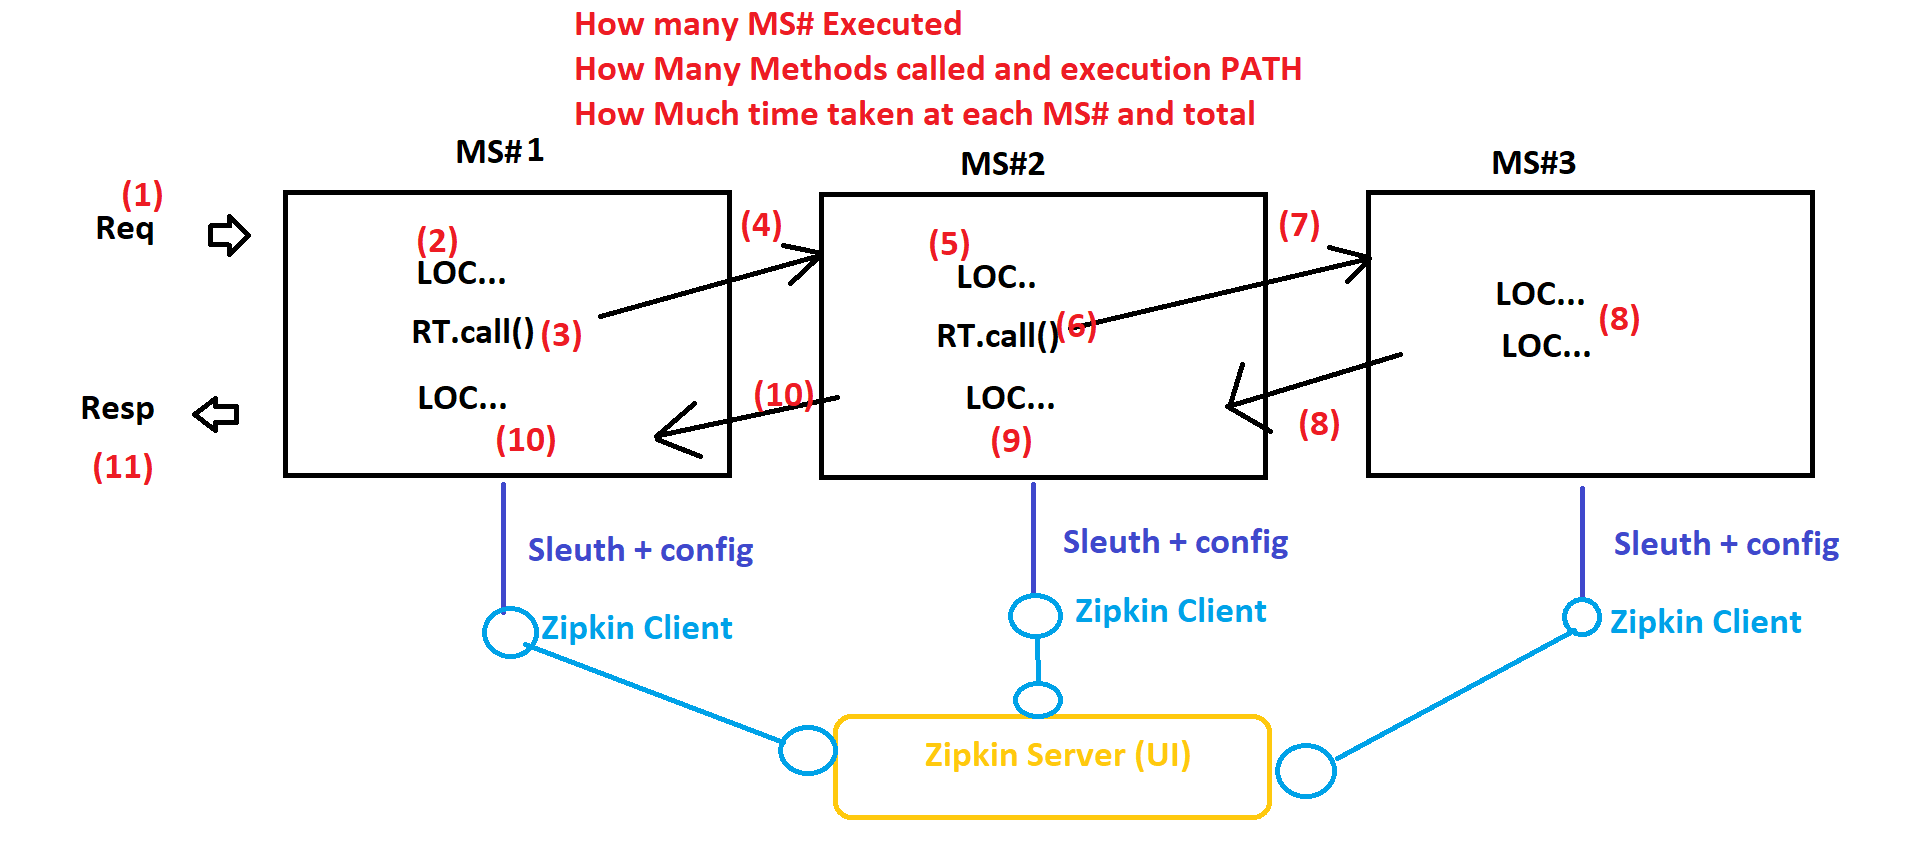 How many MS# Executed
How Many Methods called and execution PATH
How Much time taken at each MS# and total
MS# 1
MS#2
MS#3
(1)
Req
(2)
LOC...
RT.call() (3)
LOC...
(10)
(4)
(10)
(5)
LOC..
RT.call() (6)
LOC...
(9)
(7)
(8)
LOC...
(8)
LOC...
Resp
(11)
Sleuth + config
Sleuth + config
Sleuth + config
Zipkin Client
Zipkin Client
Zipkin Client
Zipkin Server (UI)